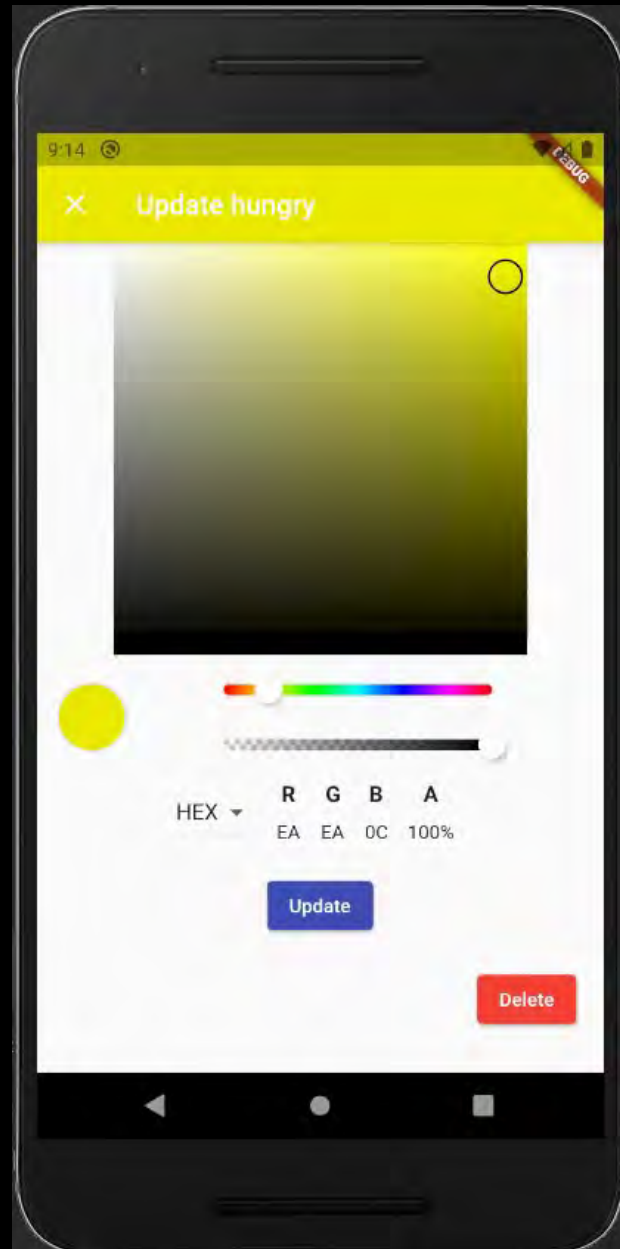 9:14
DEBUG
Update hungry
HEX R G B A
EA EA 0C 100%
Update
Delete